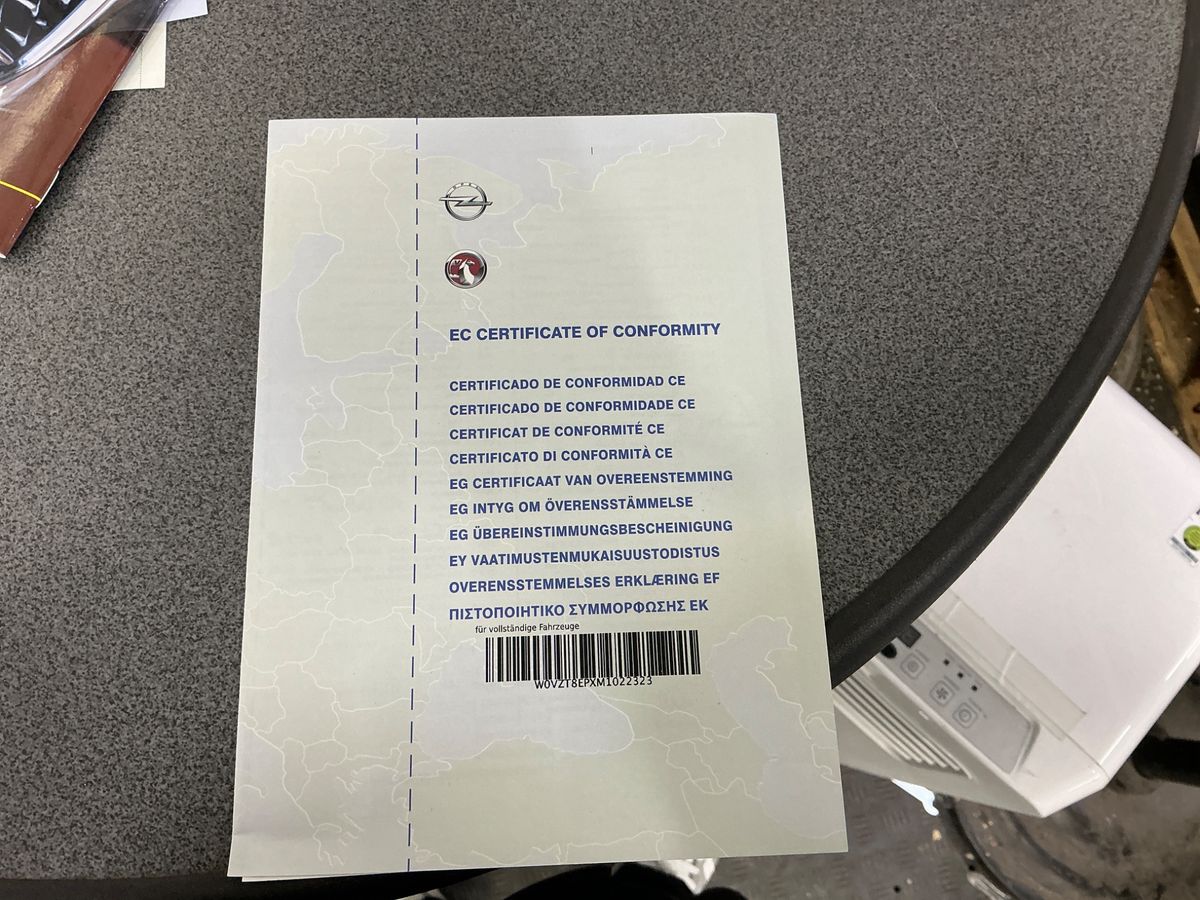 EC CERTIFICATE OF CONFORMITY
CERTIFICADO DE CONFORMIDAD CE
CERTIFICADO DE CONFORMIDADE CE
CERTIFICAT DE CONFORMITÉ CE
CERTIFICATO DI CONFORMITÀ CE
EG CERTIFICAAT VAN OVEREENSTEMMING
EG INTYG OM ÖVERENSSTÄMMELSE
EG ÜBEREINSTIMMUNGSBESCHEINIGUNG
EY VAATIMUSTENMUKAISUUSTODISTUS
OVERENSSTEMMELSES ERKLÆRING EF
ΠΙΣΤΟΠΟΙΗΤΙΚΟ ΣΥΜΜΟΡΦΩΣΗΣ ΕΚ
für vollständige Fahrzeuge
W0VZT8EPXM1022323